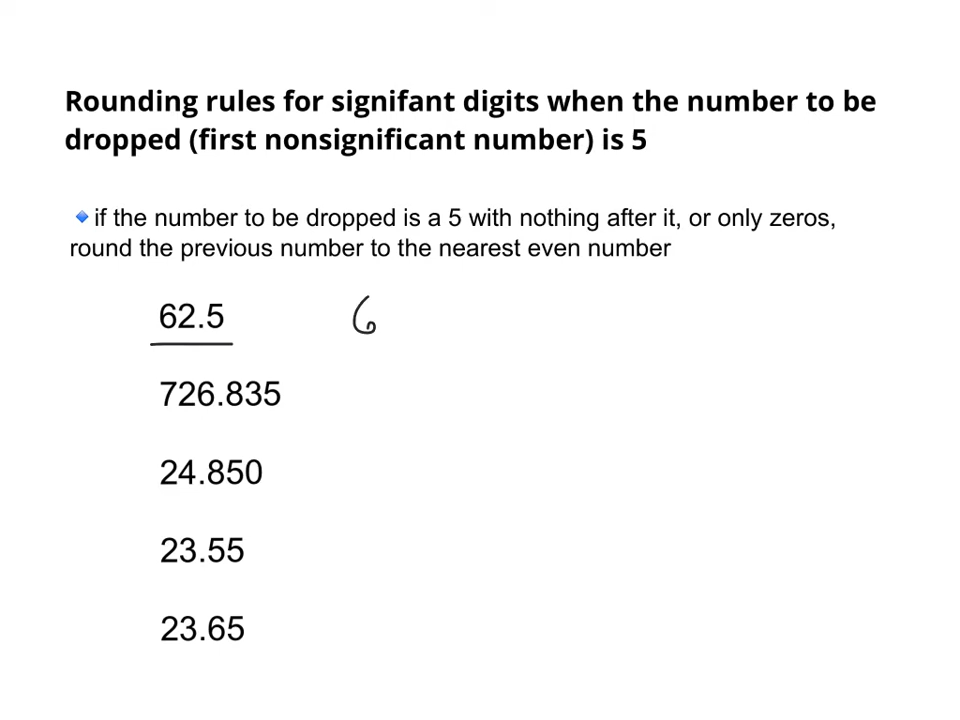 Rounding rules for signifant digits when the number to be
dropped (first nonsignificant number) is 5
🔹if the number to be dropped is a 5 with nothing after it, or only zeros,
round the previous number to the nearest even number
62.5 6
726.835
24.850
23.55
23.65